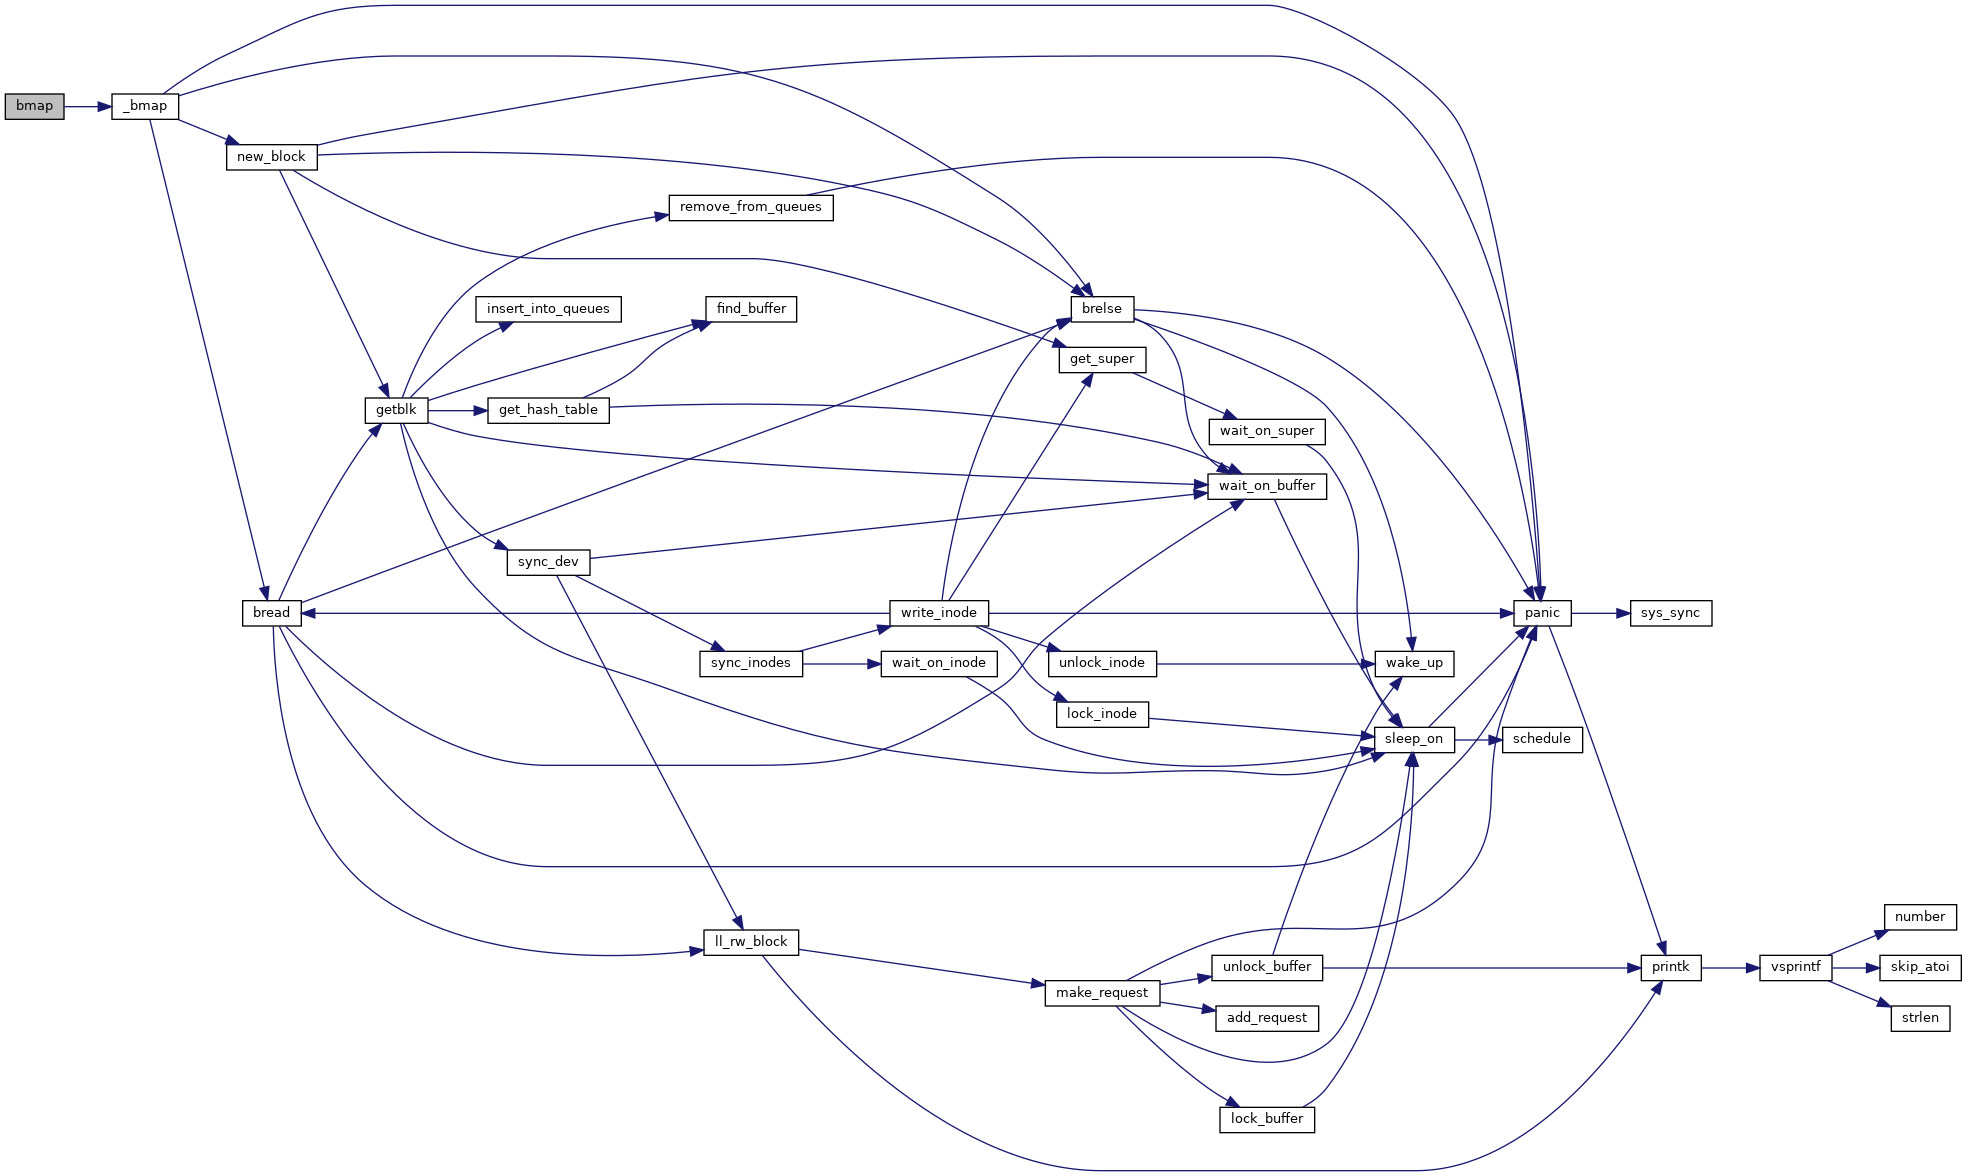 bmap
_bmap
new_block
remove_from_queues
insert_into_queues
find_buffer
brelse
get_super
getblk
get_hash_table
wait_on_super
wait_on_buffer
sync_dev
bread
write_inode
panic
sys_sync
sync_inodes
wait_on_inode
unlock_inode
wake_up
lock_inode
sleep_on
schedule
number
ll_rw_block
unlock_buffer
printk
vsprintf
skip_atoi
make_request
add_request
strlen
lock_buffer